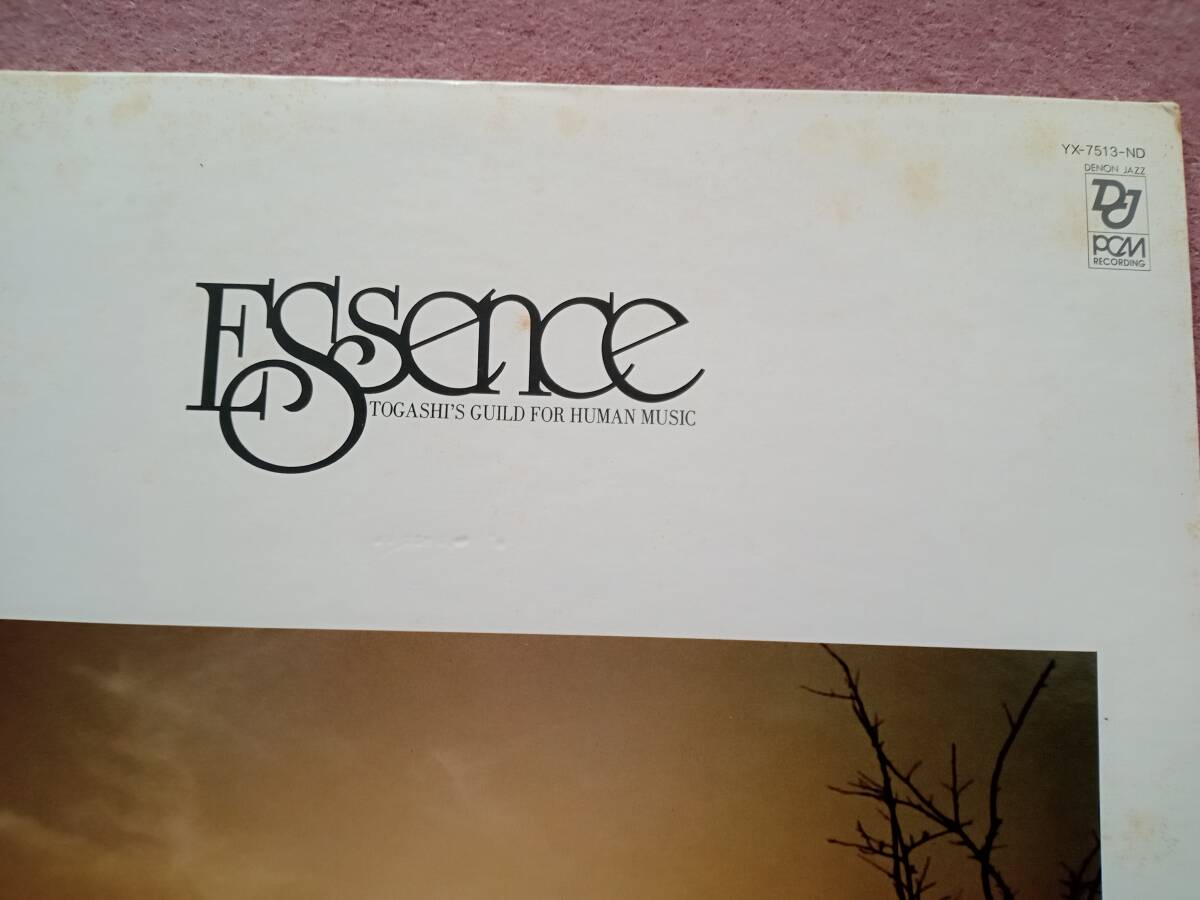 YX-7513-ND
DENON JAZZ
DJ
PCM
RECORDING
Essence
TOGASHI'S GUILD FOR HUMAN MUSIC